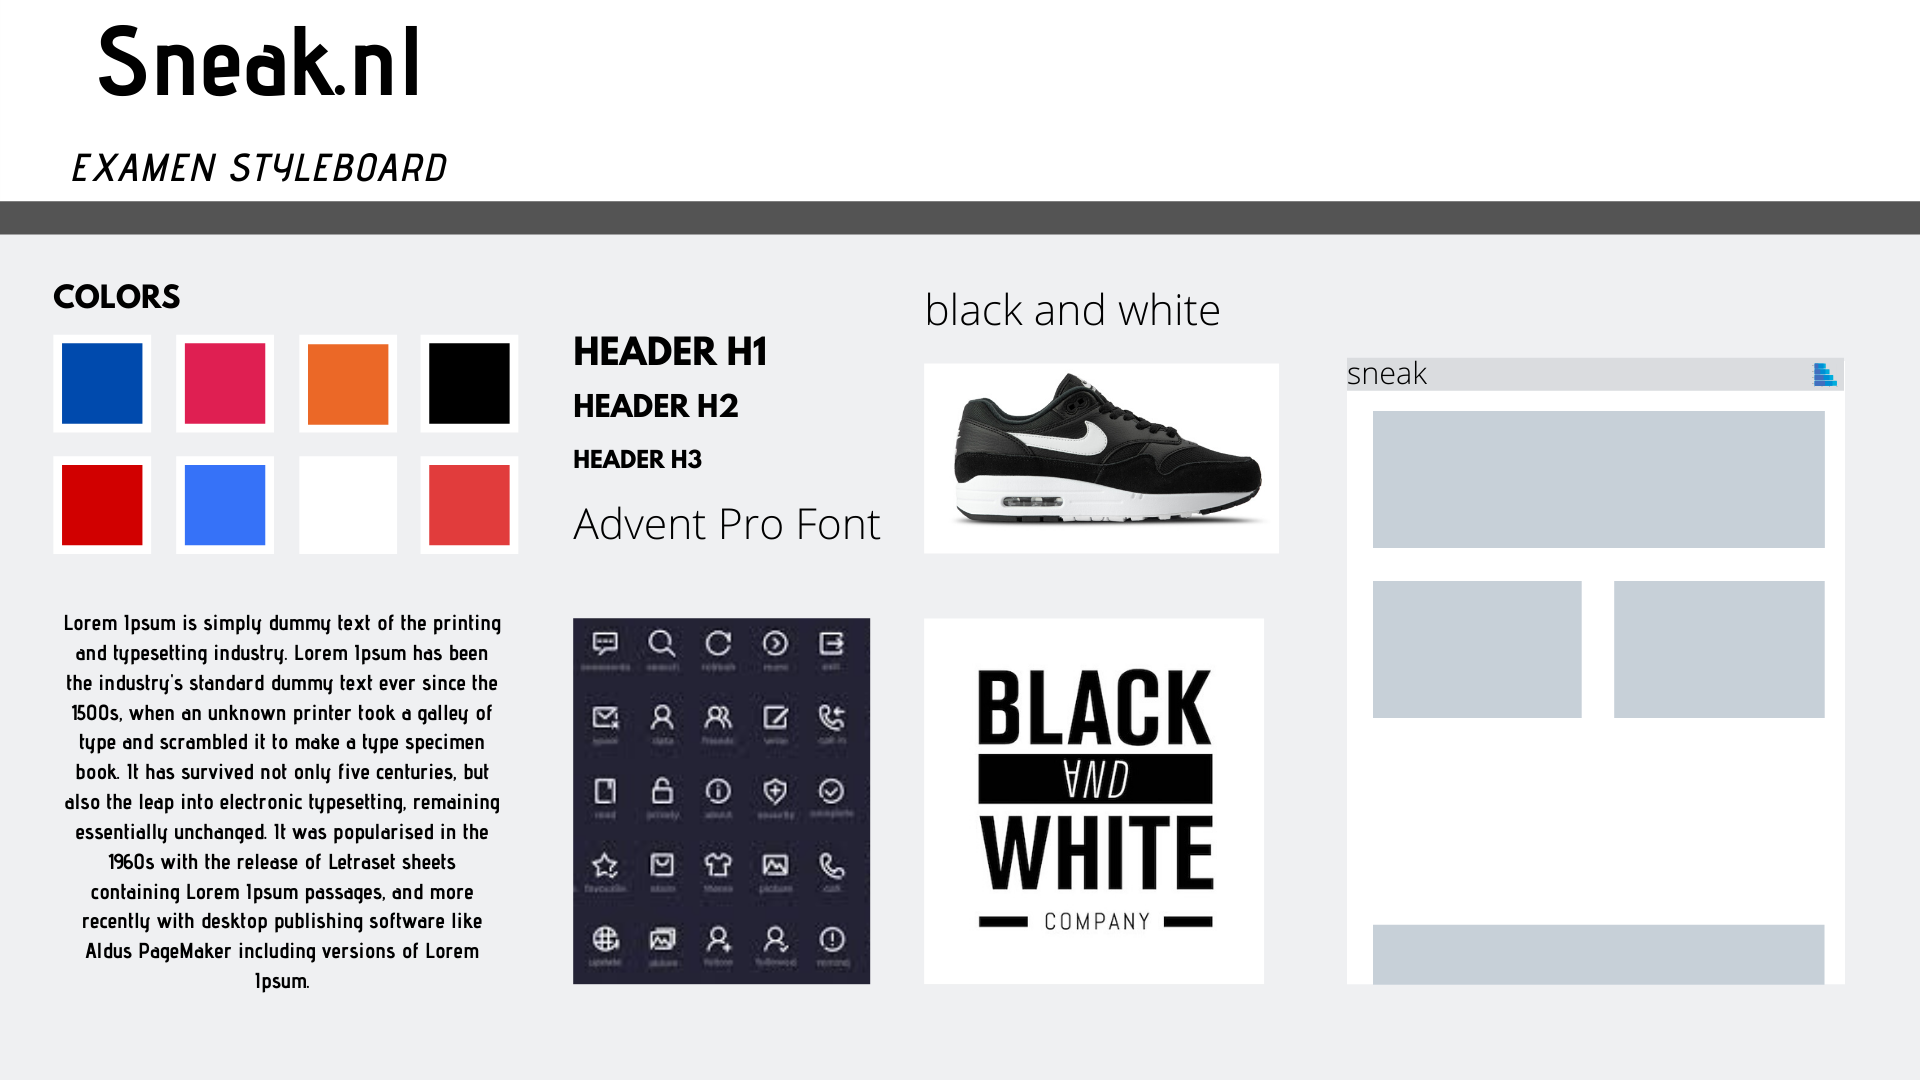 Sneak.nl
EXAMEN STYLEBOARD
COLORS
HEADER H1
HEADER H2
HEADER H3
Advent Pro Font
black and white
sneak
Lorem Ipsum is simply dummy text of the printing
and typesetting industry. Lorem Ipsum has been
the industry's standard dummy text ever since the
1500s, when an unknown printer took a galley of
type and scrambled it to make a type specimen
book. It has survived not only five centuries, but
also the leap into electronic typesetting, remaining
essentially unchanged. It was popularised in the
1960s with the release of Letraset sheets
containing Lorem Ipsum passages, and more
recently with desktop publishing software like
Aldus PageMaker including versions of Lorem
Ipsum.
BLACK
AND
WHITE
COMPANY